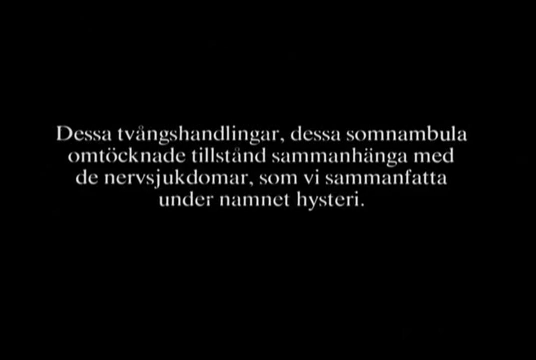 Dessa tvångshandlingar, dessa somnambula
omtöcknade tillstånd sammanhänga med
de nervsjukdomar, som vi sammanfatta
under namnet hysteri.